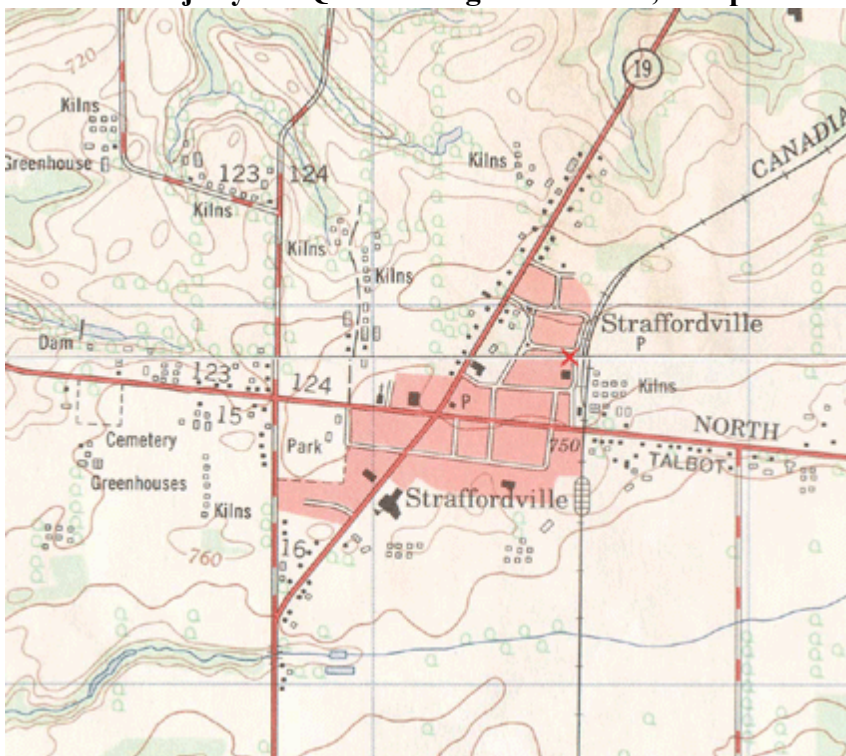 720
19
Kilns
Kilns
CANADIA
Greenhouse
123
124
Kilns
Kilns
Kilns
Straffordville
P
Dam
123
124
Kilns
P
15
NORTH
Cemetery
Park
750
TALBOT
Greenhouses
Straffordville
Kilns
16
760